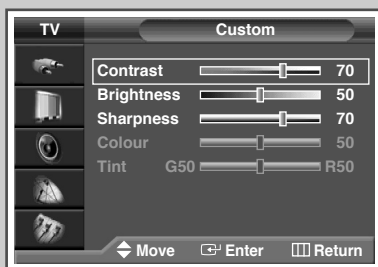 TV Custom
Contrast 70
Brightness 50
Sharpness 70
Colour 50
Tint G50 R50
Move Enter Return